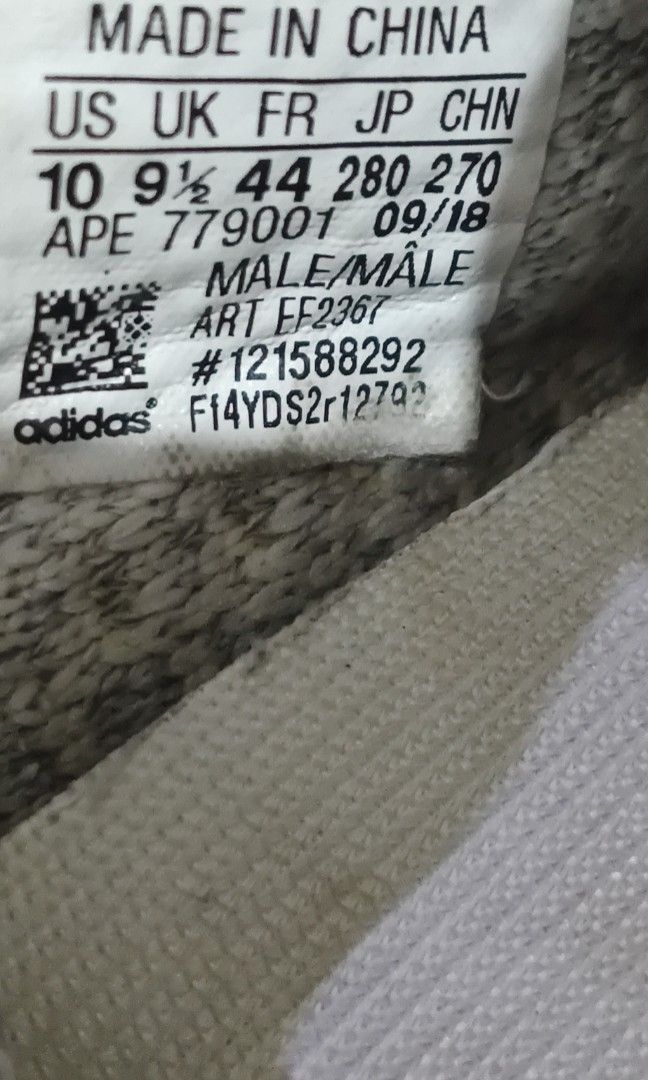 MADE IN CHINA
US UK FR JP CHN
10 9½ 44 280 270
APE 779001 09/18
MALE/MÂLE
ART EF2367
#121588292
F14YDS2r12792
adidas®